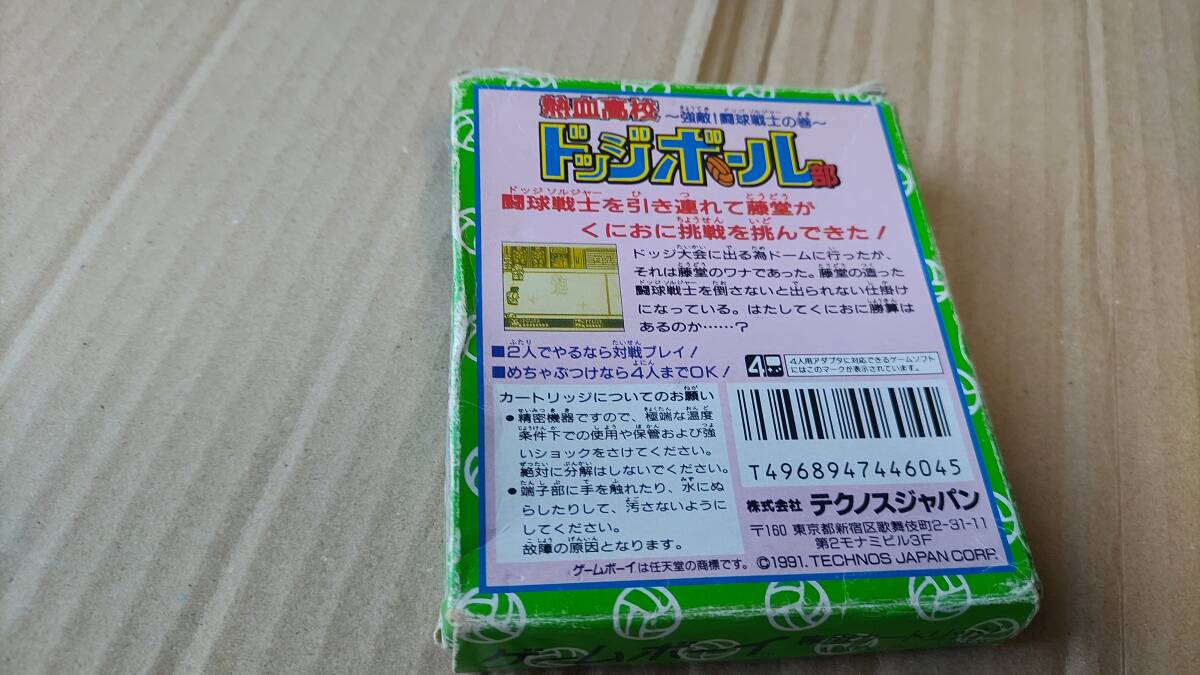 熱血高校
～強敵！闘球戦士の巻～
ドッジボール部
闘球戦士を引き連れて藤堂が
くにおに挑戦を挑んできた！
ドッジ大会に出る為ドームに行ったが、
それは藤堂のワナであった。藤堂の造った
闘球戦士を倒さないと出られない仕掛け
になっている。はたしてくにおに勝算は
あるのか……？
■2人でやるなら対戦プレイ！
■めちゃぶつけなら4人までOK！
4
4人用アダプタに対応できるゲームソフト
にはこのマークが表示されています。
カートリッジについてのお願い
●精密機器ですので、極端な温度
条件下での使用や保管および強
いショックをさけてください。
絶対に分解はしないでください。
●端子部に手を触れたり、水にぬ
らしたりして、汚さないように
してください。
故障の原因となります。
T4968947446045
株式会社 テクノスジャパン
〒160 東京都新宿区歌舞伎町2-31-11
第2モナミビル3F
ゲームボーイは任天堂の商標です。 ©1991. TECHNOS JAPAN CORP.
ゲームボーイ